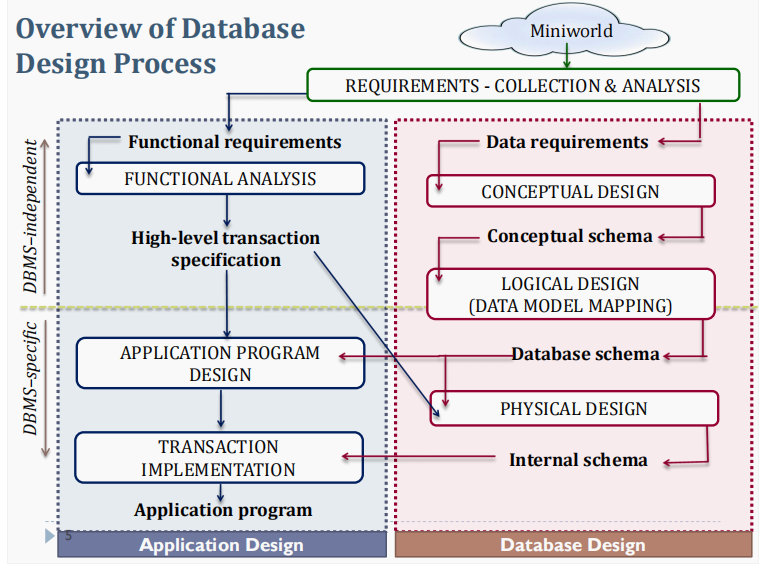 Overview of Database
Design Process
Miniworld
REQUIREMENTS - COLLECTION & ANALYSIS
DBMS–independent
Functional requirements
FUNCTIONAL ANALYSIS
High-level transaction
specification
Data requirements
CONCEPTUAL DESIGN
Conceptual schema
LOGICAL DESIGN
(DATA MODEL MAPPING)
DBMS–specific
APPLICATION PROGRAM
DESIGN
Database schema
PHYSICAL DESIGN
TRANSACTION
IMPLEMENTATION
Internal schema
Application program
5
Application Design
Database Design